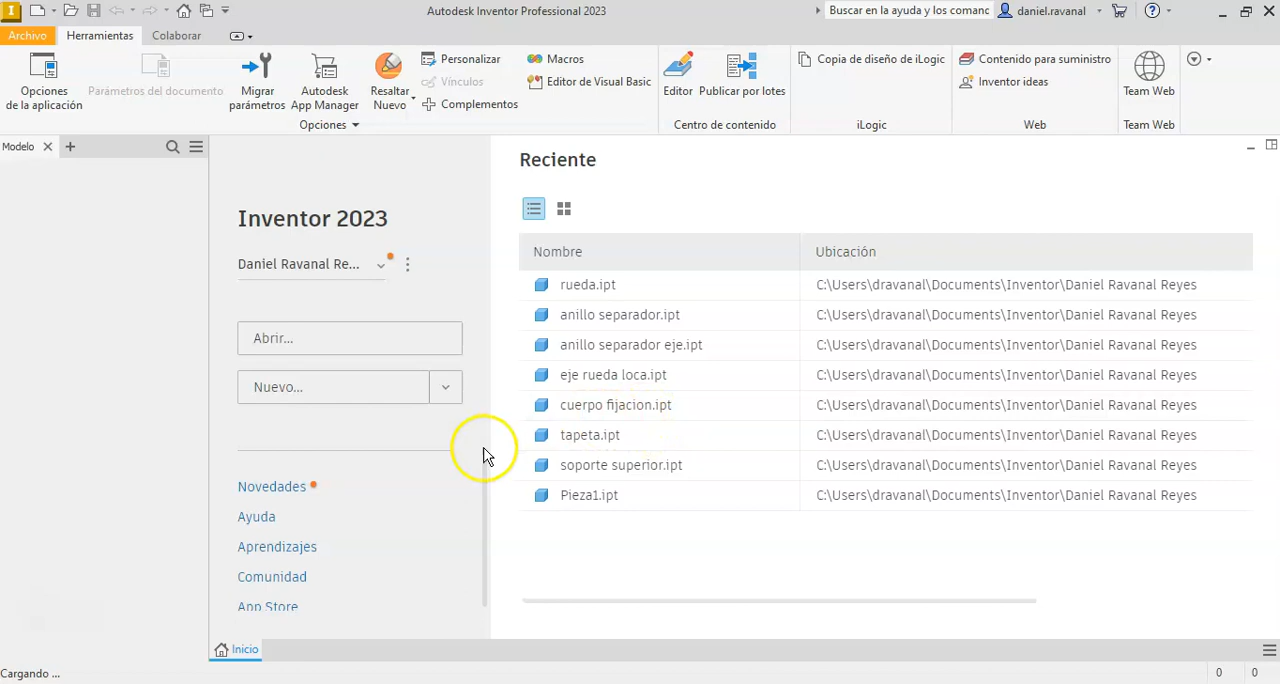 Autodesk Inventor Professional 2023
Buscar en la ayuda y los comanc
daniel.ravanal
Archivo
Herramientas
Colaborar
Opciones
de la aplicación
Parámetros del documento
Migrar
parámetros
Autodesk
App Manager
Resaltar
Nuevo
Personalizar
Vínculos
Complementos
Macros
Editor de Visual Basic
Opciones
Editor
Publicar por lotes
Centro de contenido
Copia de diseño de iLogic
iLogic
Contenido para suministro
Inventor ideas
Web
Team Web
Team Web
Modelo
Inventor 2023
Daniel Ravanal Re...
Abrir...
Nuevo...
Novedades
Ayuda
Aprendizajes
Comunidad
App Store
Reciente
Nombre
Ubicación
rueda.ipt
C:\Users\dravanal\Documents\Inventor\Daniel Ravanal Reyes
anillo separador.ipt
C:\Users\dravanal\Documents\Inventor\Daniel Ravanal Reyes
anillo separador eje.ipt
C:\Users\dravanal\Documents\Inventor\Daniel Ravanal Reyes
eje rueda loca.ipt
C:\Users\dravanal\Documents\Inventor\Daniel Ravanal Reyes
cuerpo fijacion.ipt
C:\Users\dravanal\Documents\Inventor\Daniel Ravanal Reyes
tapeta.ipt
C:\Users\dravanal\Documents\Inventor\Daniel Ravanal Reyes
soporte superior.ipt
C:\Users\dravanal\Documents\Inventor\Daniel Ravanal Reyes
Pieza1.ipt
C:\Users\dravanal\Documents\Inventor\Daniel Ravanal Reyes
Inicio
Cargando ...
0
0